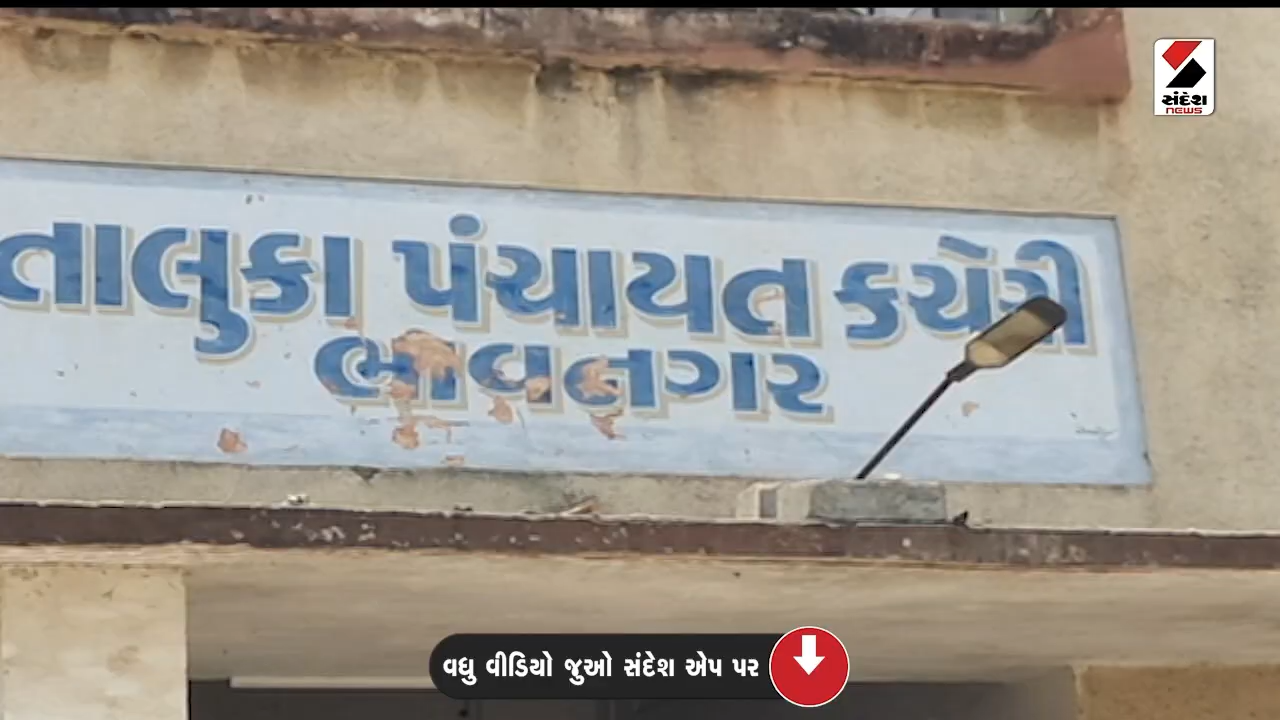 સંદેશ
NEWS
તાલુકા પંચાયત કચેરી
ભાવનગર
વધુ વીડિયો જુઓ સંદેશ એપ પર